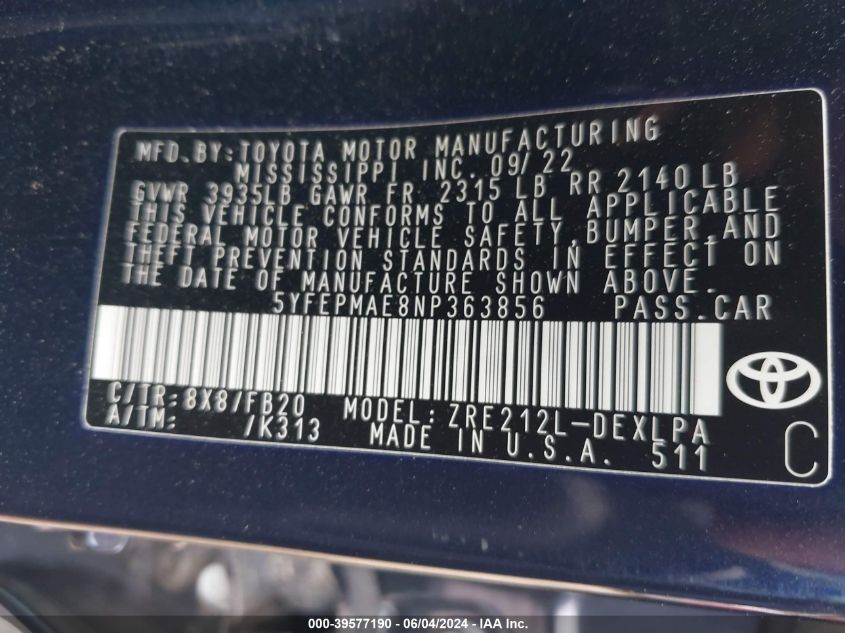 MFD.BY:TOYOTA MOTOR MANUFACTURING
MISSISSIPPI INC. 09/22
GVWR 3935LB GAWR FR 2315 LB RR 2140 LB
THIS VEHICLE CONFORMS TO ALL APPLICABLE
FEDERAL MOTOR VEHICLE SAFETY, BUMPER, AND
THEFT PREVENTION STANDARDS IN EFFECT ON
THE DATE OF MANUFACTURE SHOWN ABOVE.
5YFEPMAE8NP363856 PASS.CAR
C/TR:8X8/FB20 MODEL: ZRE212L-DEXLPA
A/TM: /K313 MADE IN U.S.A. 511
C
000-39577190 - 06/04/2024 - IAA Inc.